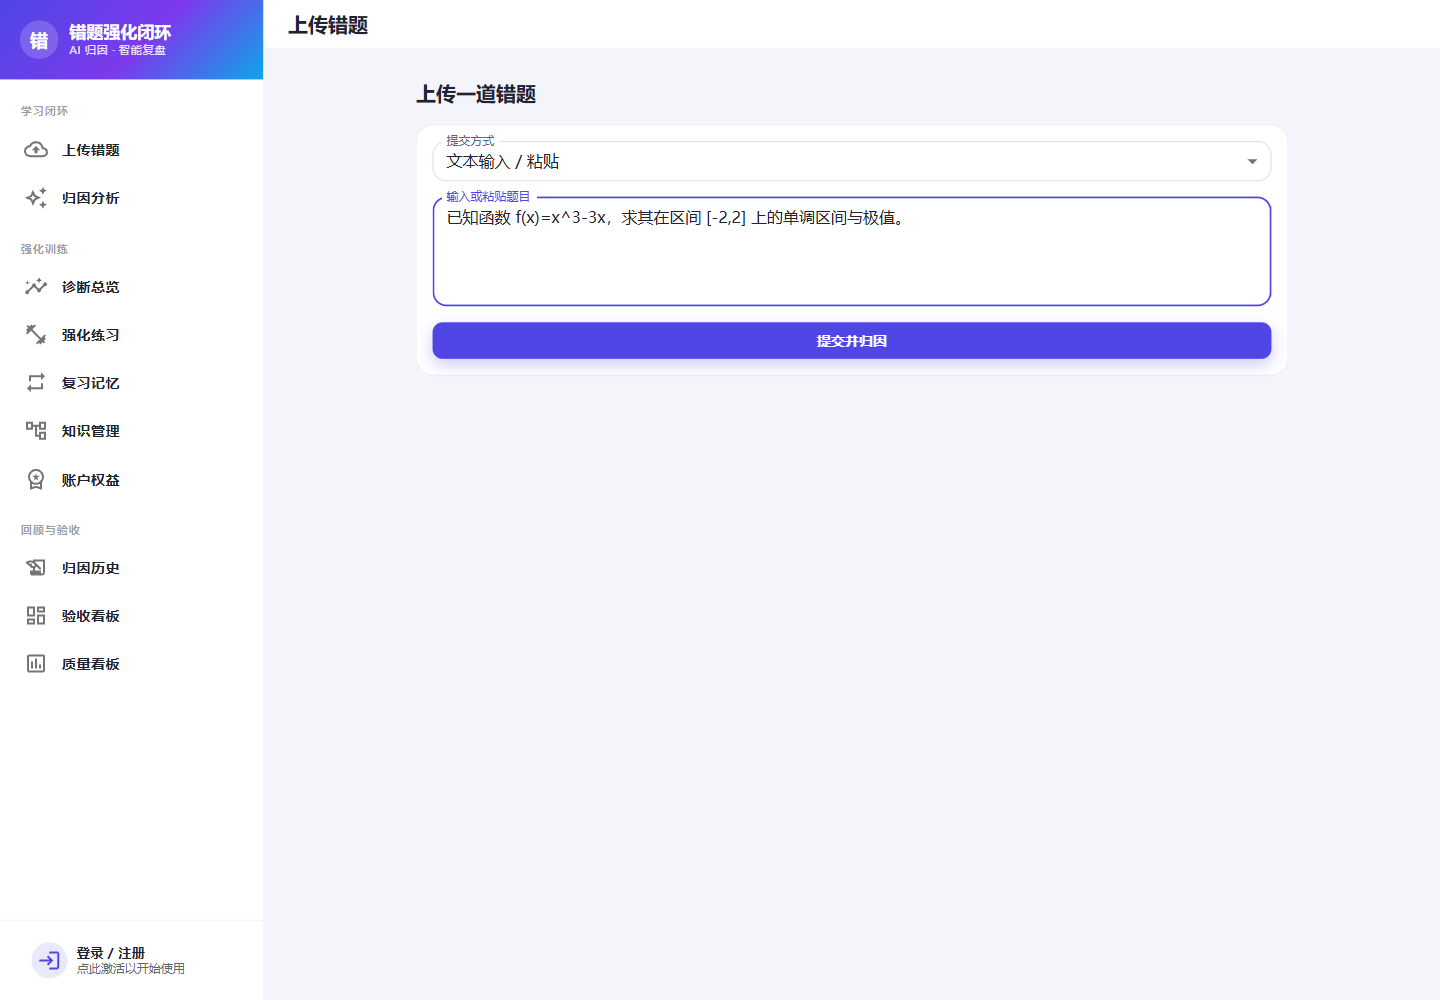 错
错题强化闭环
AI 归因 · 智能复盘
学习闭环
上传错题
归因分析
强化训练
诊断总览
强化练习
复习记忆
知识管理
账户权益
回顾与验收
归因历史
验收看板
质量看板
登录 / 注册
点此激活以开始使用
上传错题
上传一道错题
提交方式
文本输入 / 粘贴
输入或粘贴题目
已知函数 f(x)=x^3-3x，求其在区间 [-2,2] 上的单调区间与极值。
提交并归因